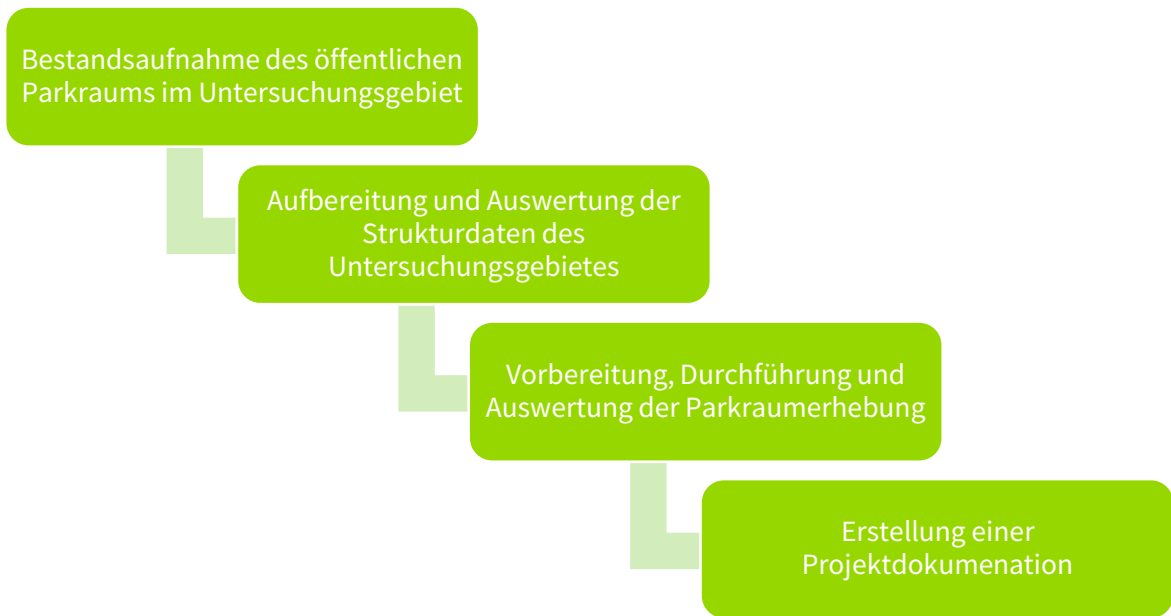 Bestandsaufnahme des öffentlichen
Parkraums im Untersuchungsgebiet
Aufbereitung und Auswertung der
Strukturdaten des
Untersuchungsgebietes
Vorbereitung, Durchführung und
Auswertung der Parkraumerhebung
Erstellung einer
Projektdokumenation